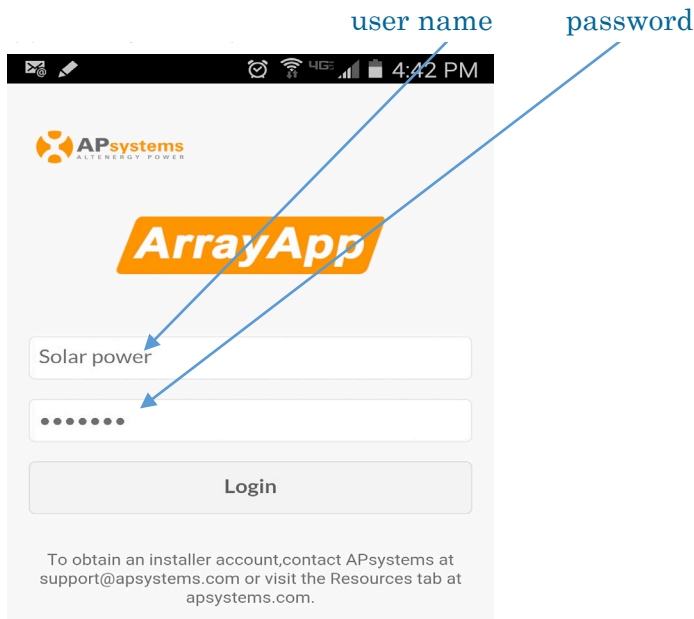 user name password
4G 4:42 PM
APsystems
ALTENERGY POWER
ArrayApp
Solar power
•••••••
Login
To obtain an installer account,contact APsystems at
support@apsystems.com or visit the Resources tab at
apsystems.com.